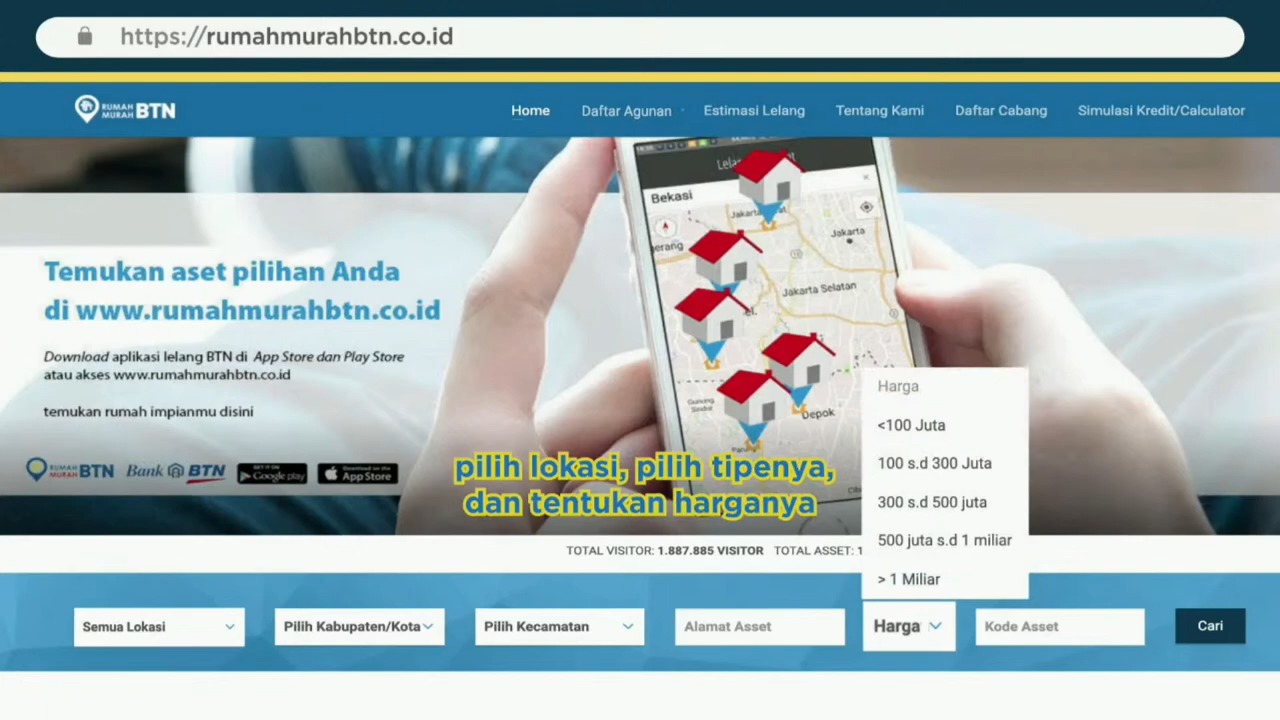 https://rumahmurahbtn.co.id
RUMAH MURAH BTN
Home Daftar Agunan Estimasi Lelang Tentang Kami Daftar Cabang Simulasi Kredit/Calculator
Bekasi
Jakarta
Jakarta Selatan
Depok
Temukan aset pilihan Anda
di www.rumahmurahbtn.co.id
Download aplikasi lelang BTN di App Store dan Play Store
atau akses www.rumahmurahbtn.co.id
temukan rumah impianmu disini
RUMAH MURAH BTN Bank BTN GET IT ON Google play Download on the App Store
pilih lokasi, pilih tipenya,
dan tentukan harganya
TOTAL VISITOR: 1.887.885 VISITOR TOTAL ASSET: 1
Harga
<100 Juta
100 s.d 300 Juta
300 s.d 500 juta
500 juta s.d 1 miliar
> 1 Miliar
Semua Lokasi Pilih Kabupaten/Kota Pilih Kecamatan Alamat Asset Harga Kode Asset Cari